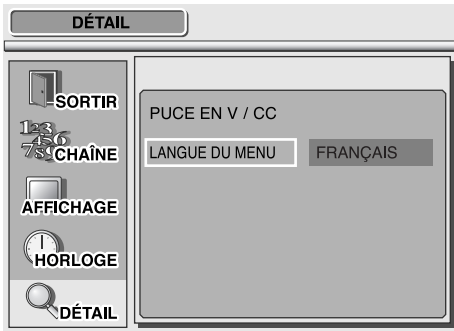 DÉTAIL
SORTIR
CHAÎNE
AFFICHAGE
HORLOGE
DÉTAIL
PUCE EN V / CC
LANGUE DU MENU FRANÇAIS